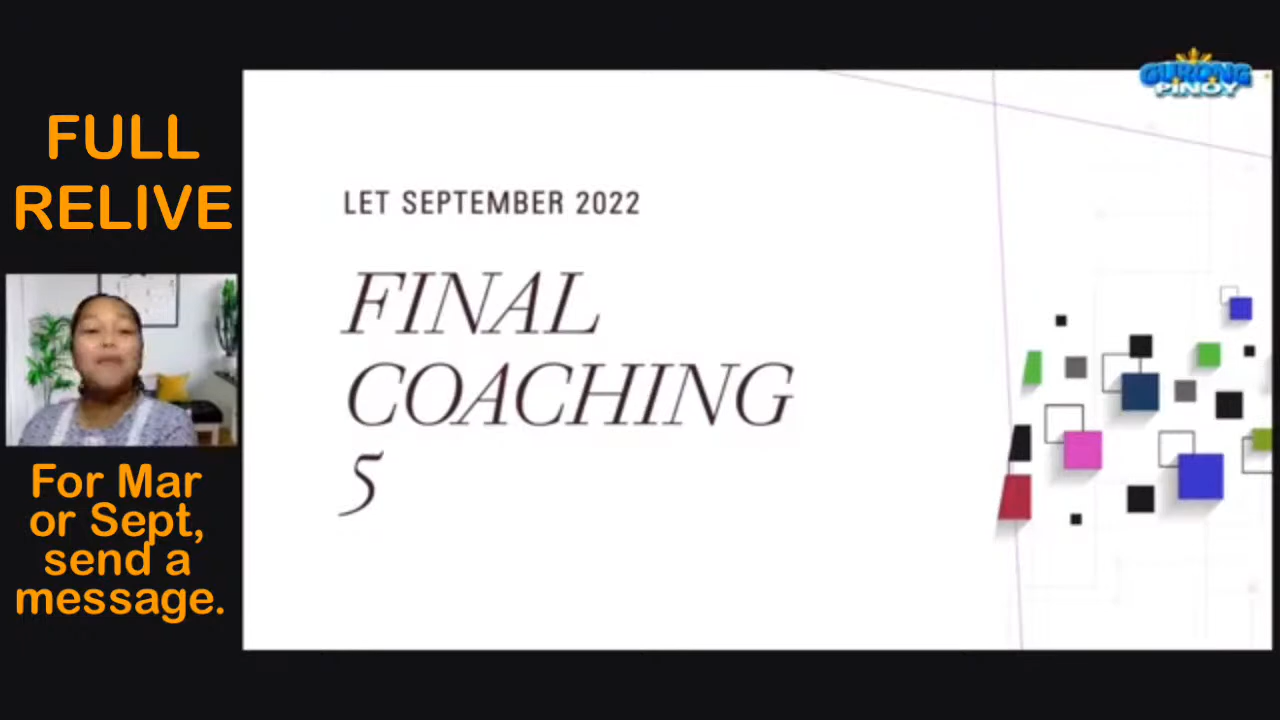 FULL
RELIVE
For Mar
or Sept,
send a
message.
GURONG
PINOY
LET SEPTEMBER 2022
FINAL
COACHING
5